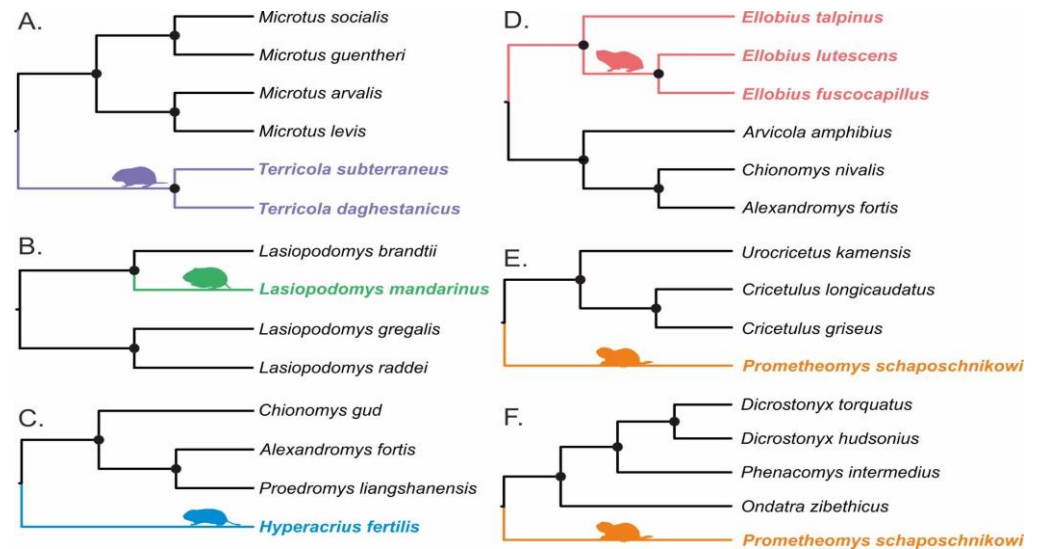 A.
Microtus socialis
Microtus guentheri
Microtus arvalis
Microtus levis
Terricola subterraneus
Terricola daghestanicus
B.
Lasiopodomys brandtii
Lasiopodomys mandarinus
Lasiopodomys gregalis
Lasiopodomys raddei
C.
Chionomys gud
Alexandromys fortis
Proedromys liangshanensis
Hyperacrius fertilis
D.
Ellobius talpinus
Ellobius lutescens
Ellobius fuscocapillus
Arvicola amphibius
Chionomys nivalis
Alexandromys fortis
E.
Urocricetus kamensis
Cricetulus longicaudatus
Cricetulus griseus
Prometheomys schaposchnikowi
F.
Dicrostonyx torquatus
Dicrostonyx hudsonius
Phenacomys intermedius
Ondatra zibethicus
Prometheomys schaposchnikowi